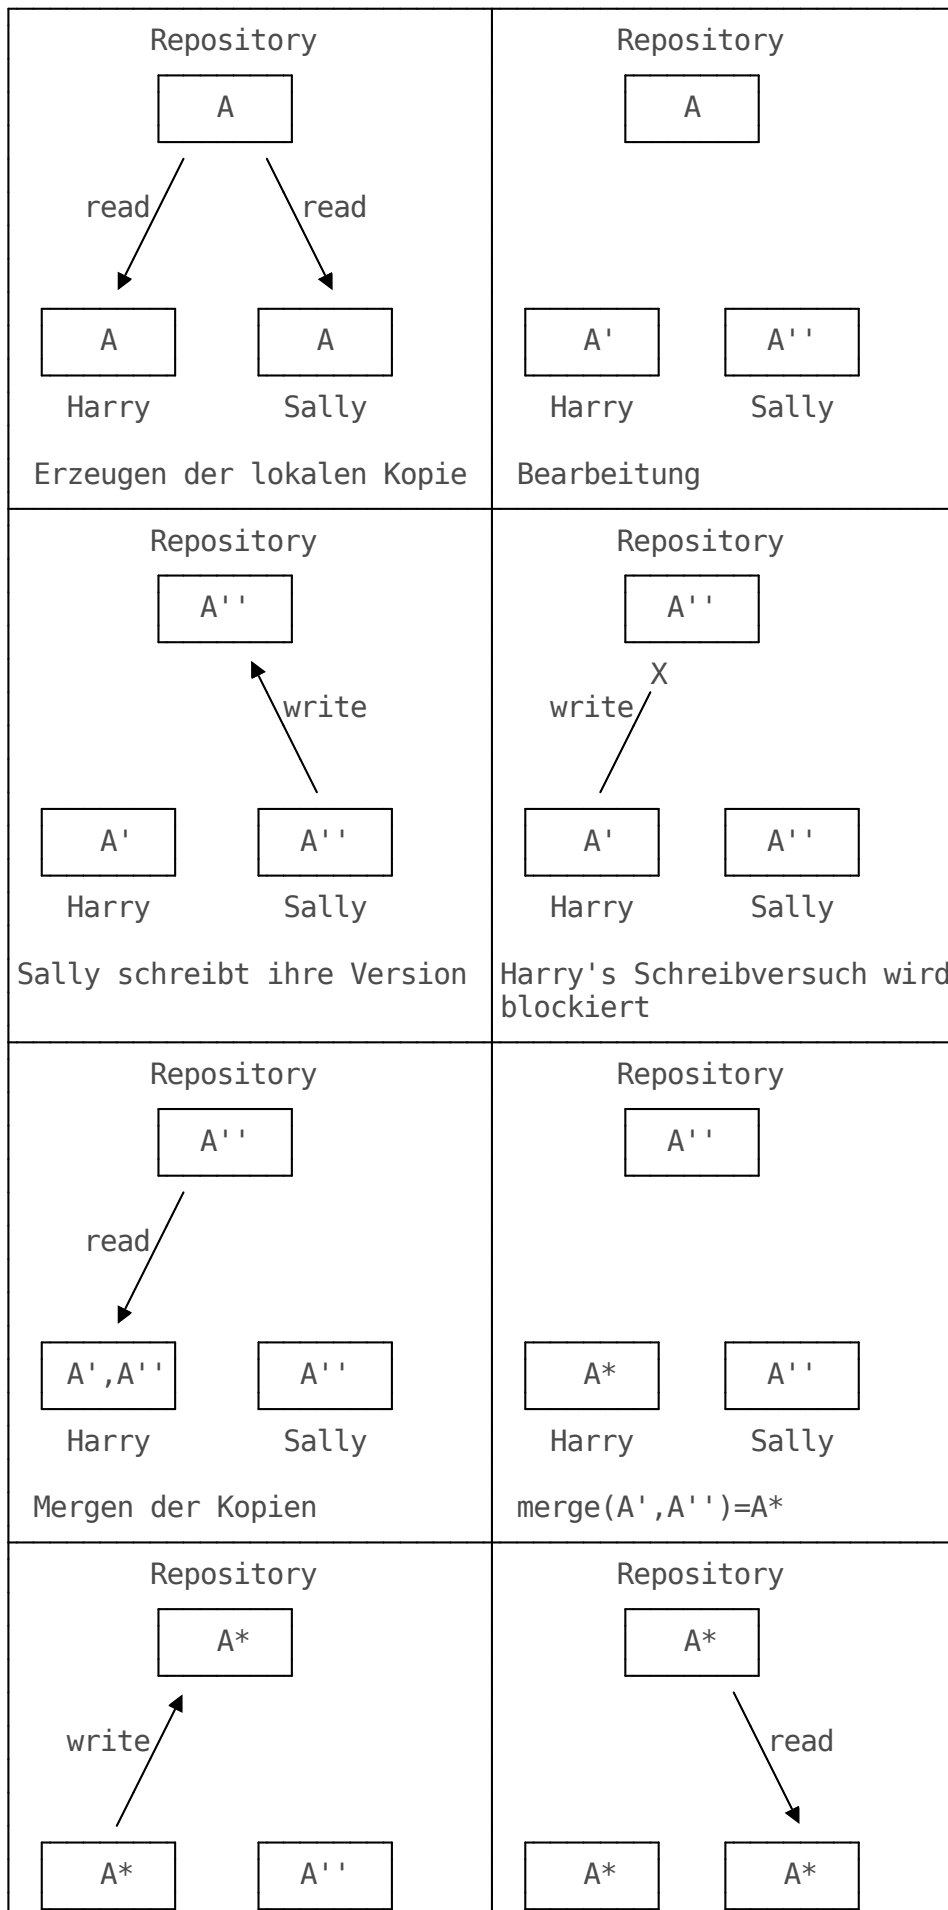 Repository
A
read read
A A
Harry Sally
Erzeugen der lokalen Kopie
Repository
A
A' A''
Harry Sally
Bearbeitung
Repository
A''
write
A' A''
Harry Sally
Sally schreibt ihre Version
Repository
A''
X
write
A' A''
Harry Sally
Harry's Schreibversuch wird
blockiert
Repository
A''
read
A',A'' A''
Harry Sally
Mergen der Kopien
Repository
A''
A* A''
Harry Sally
merge(A',A'')=A*
Repository
A*
write
A* A''
Repository
A*
read
A* A*